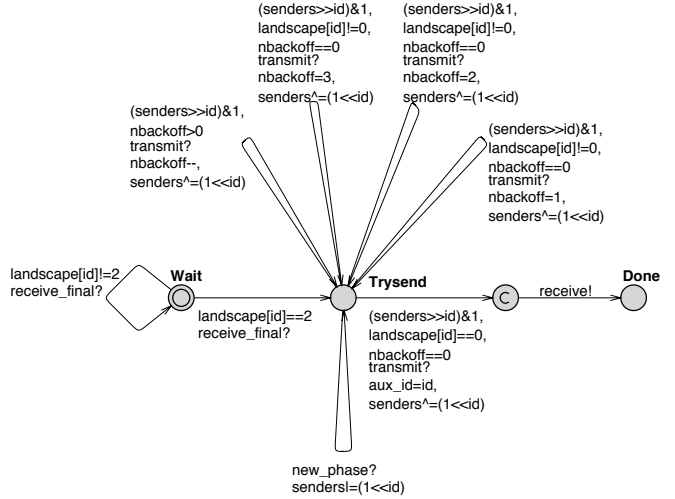 (senders>>id)&1,
landscape[id]!=0,
nbackoff==0
transmit?
nbackoff=3,
senders^=(1<<id)
(senders>>id)&1,
landscape[id]!=0,
nbackoff==0
transmit?
nbackoff=2,
senders^=(1<<id)
(senders>>id)&1,
nbackoff>0
transmit?
nbackoff--,
senders^=(1<<id)
(senders>>id)&1,
landscape[id]!=0,
nbackoff==0
transmit?
nbackoff=1,
senders^=(1<<id)
landscape[id]!=2
receive_final?
Wait
landscape[id]==2
receive_final?
Trysend
(senders>>id)&1,
landscape[id]==0,
nbackoff==0
transmit?
aux_id=id,
senders^=(1<<id)
C
receive!
Done
new_phase?
senders|=(1<<id)